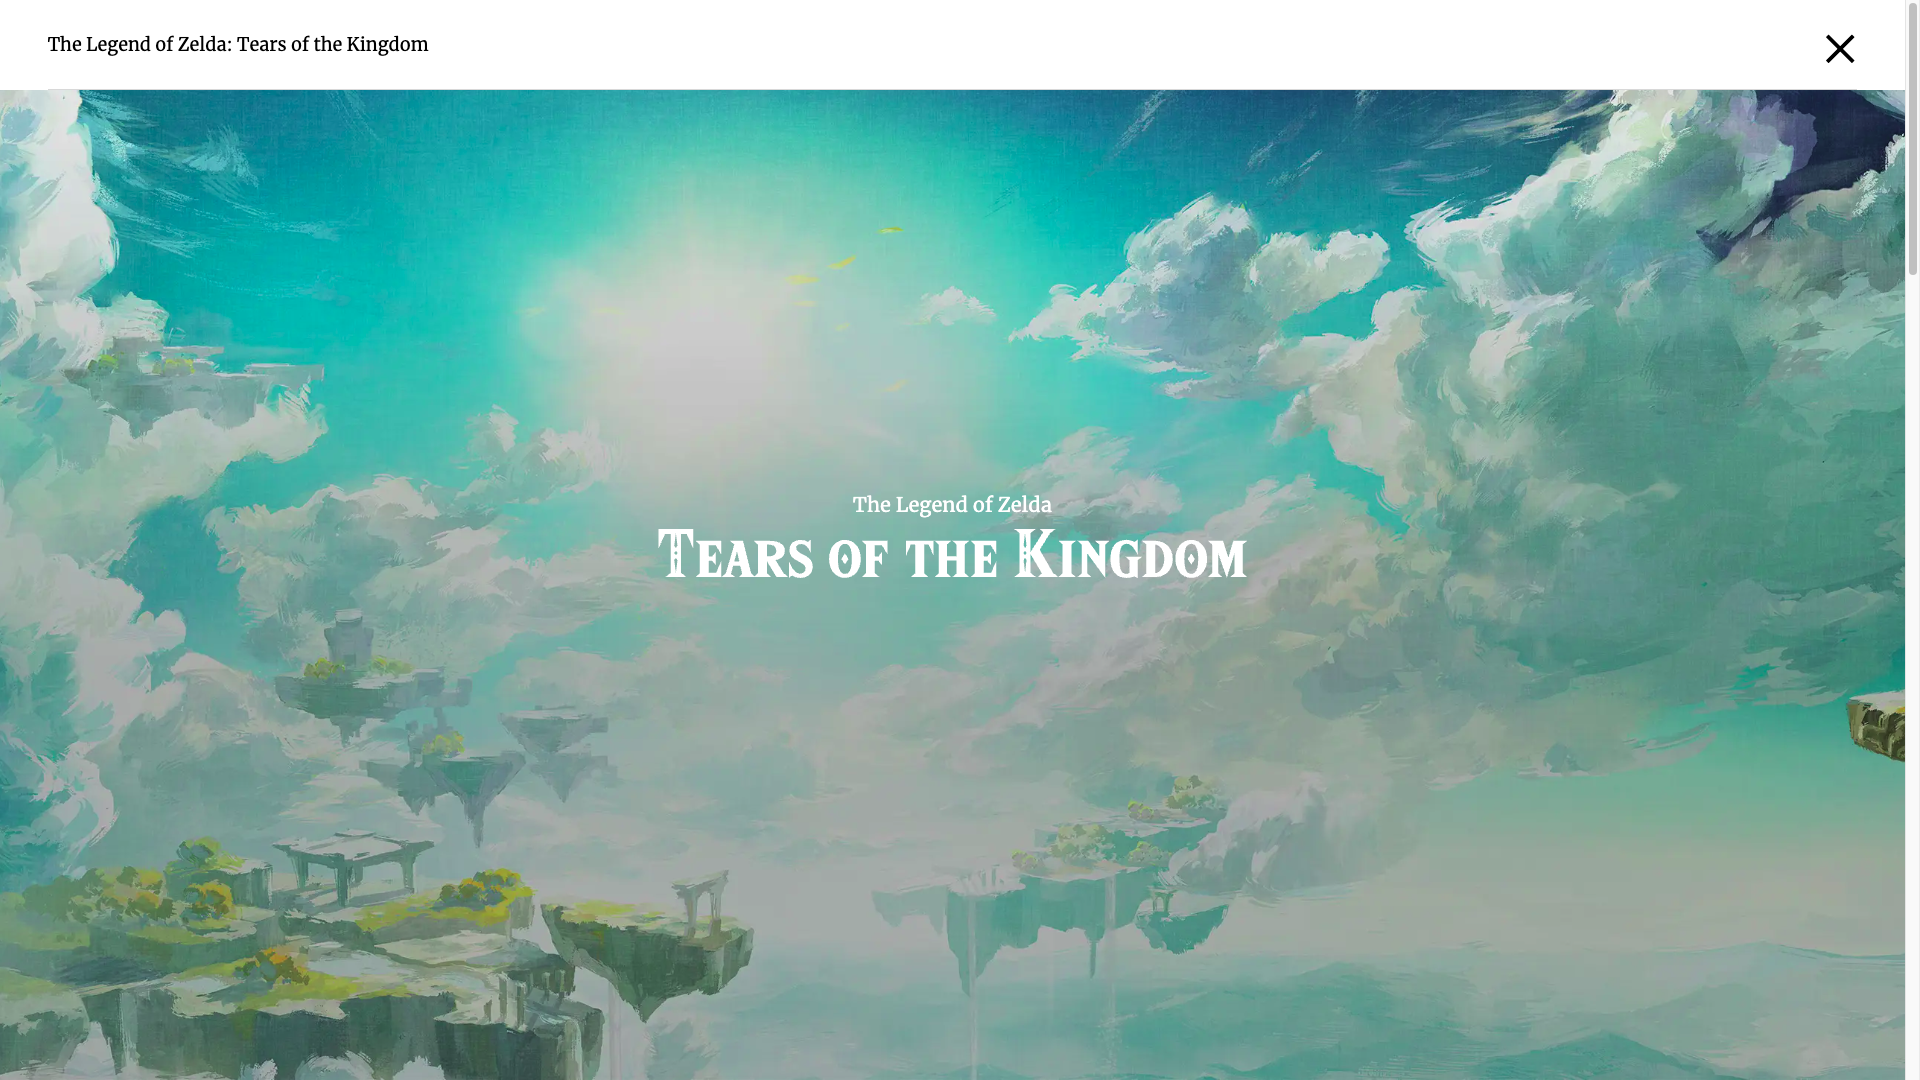 The Legend of Zelda: Tears of the Kingdom
The Legend of Zelda
Tears of the Kingdom